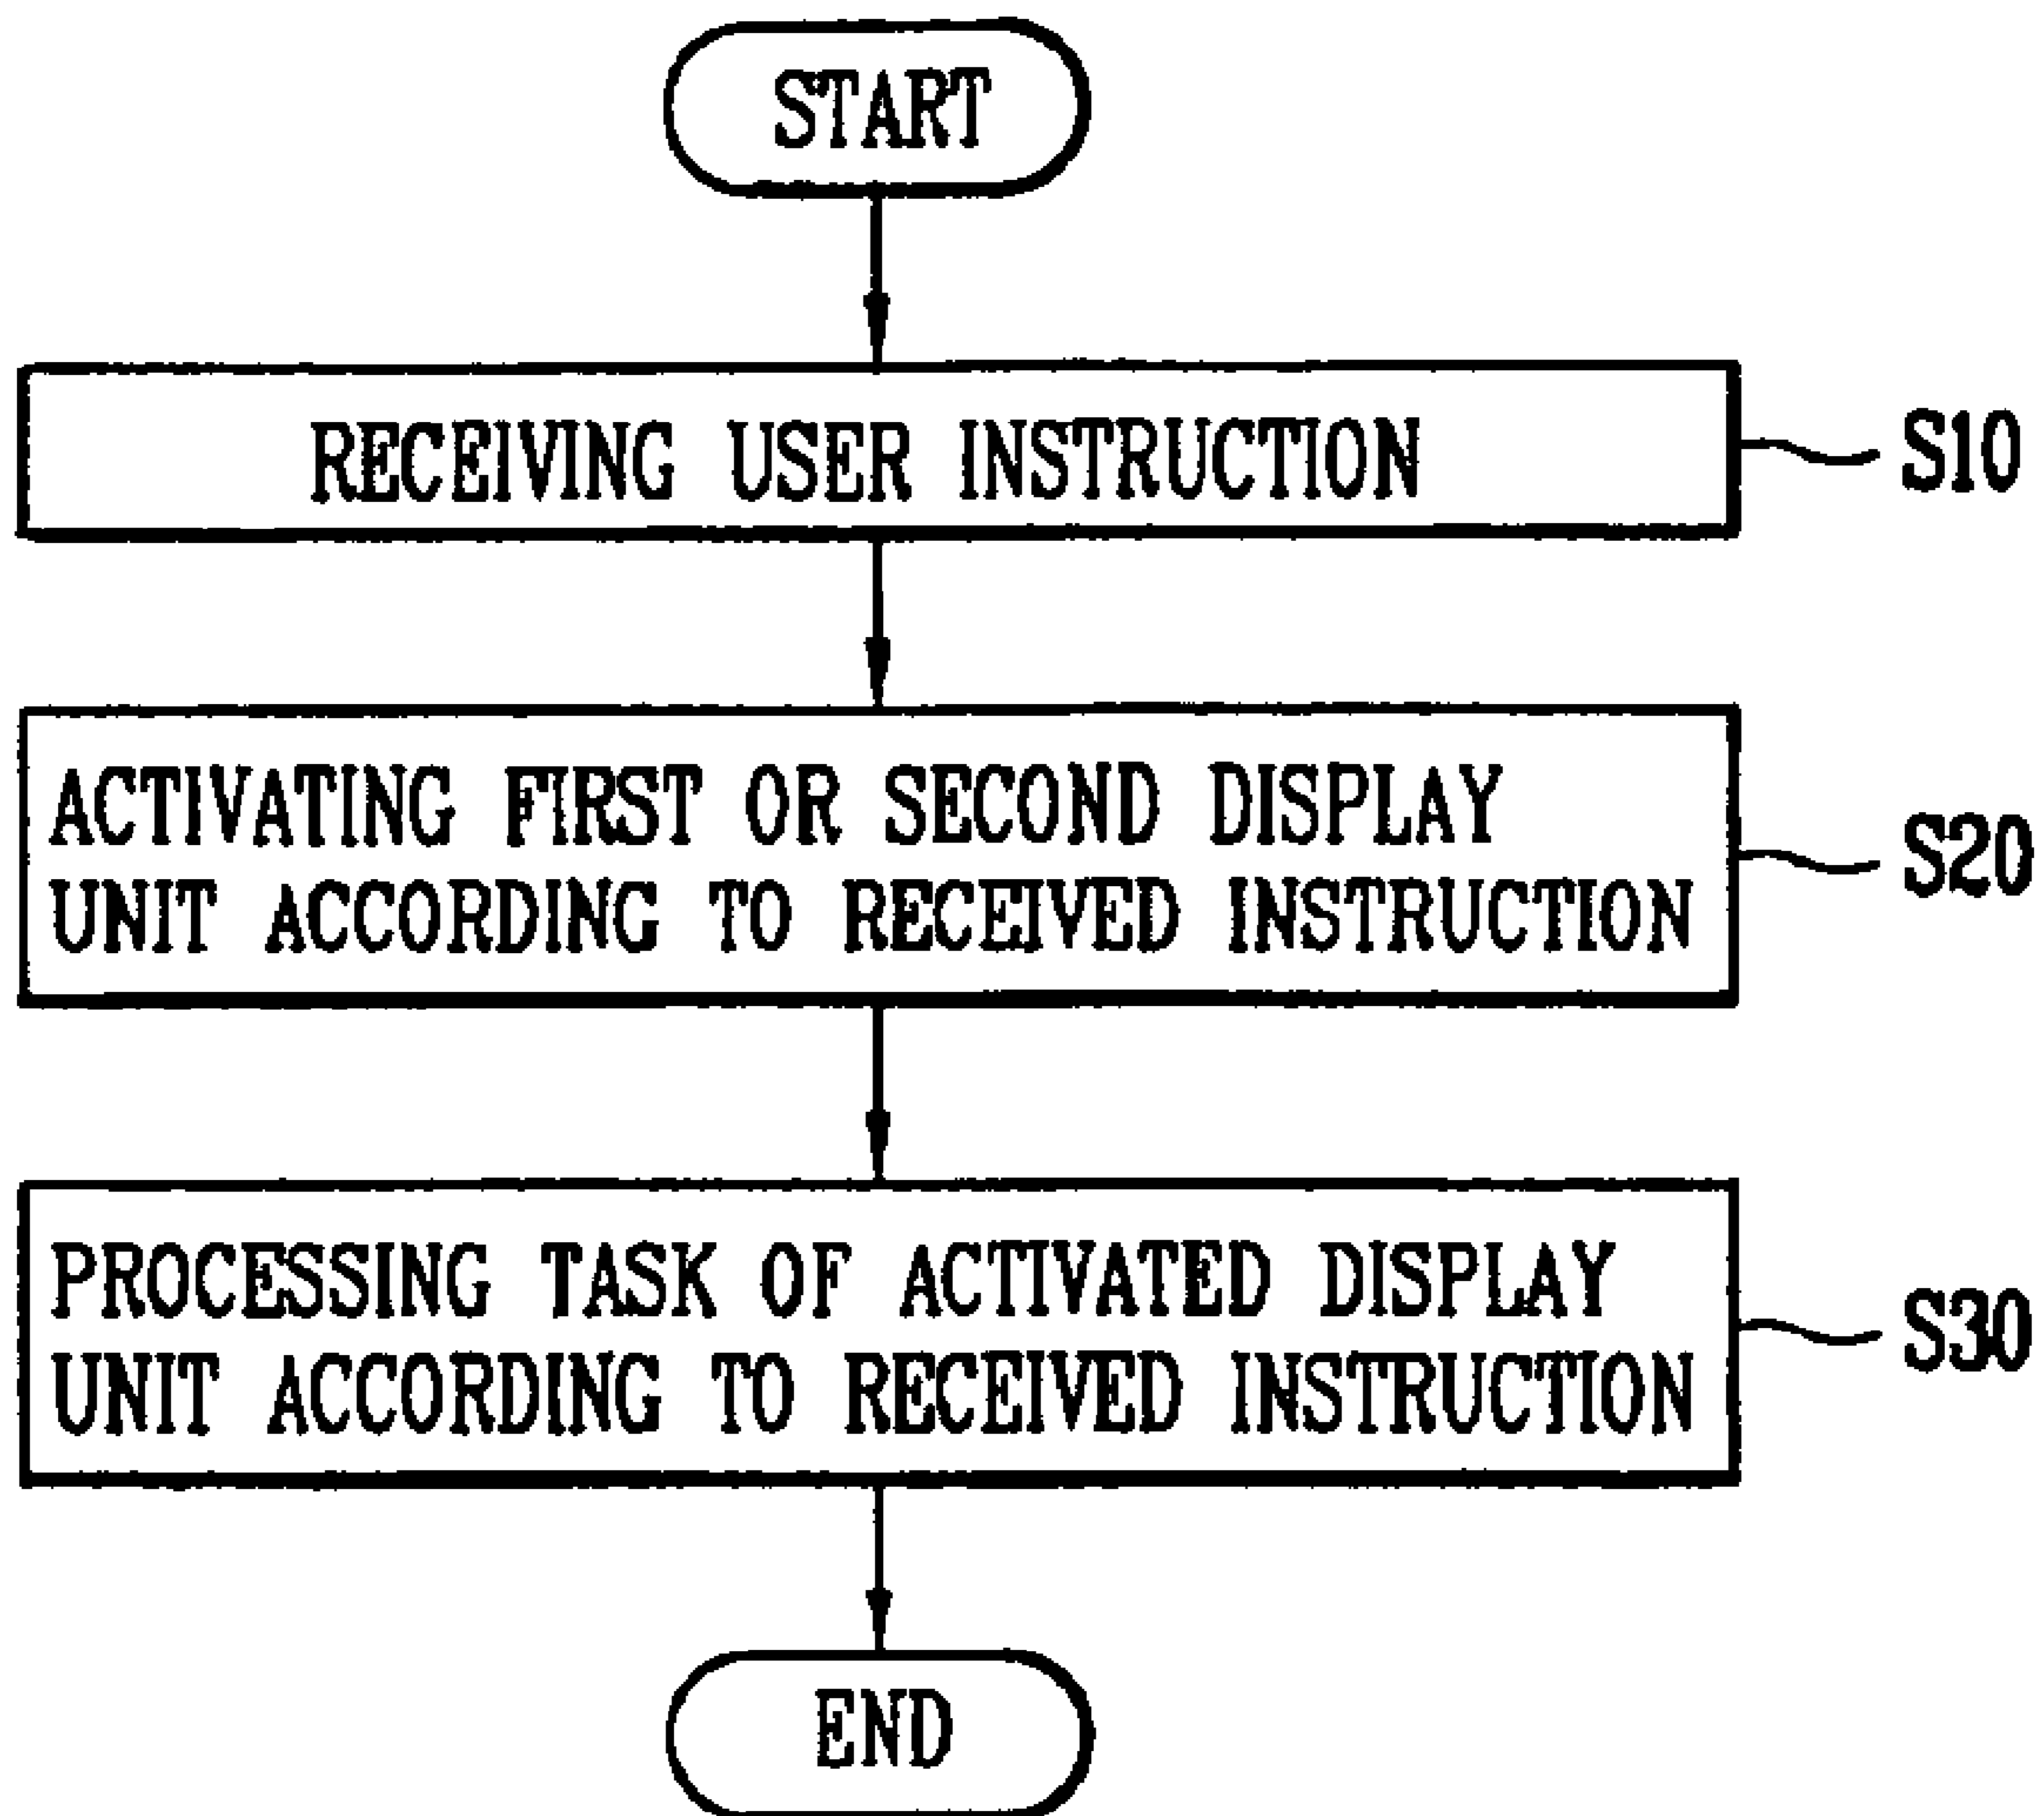 START
RECEIVING USER INSTRUCTION
S10
ACTIVATING FIRST OR SECOND DISPLAY
UNIT ACCORDING TO RECEIVED INSTRUCTION
S20
PROCESSING TASK OF ACTIVATED DISPLAY
UNIT ACCORDING TO RECEIVED INSTRUCTION
S30
END